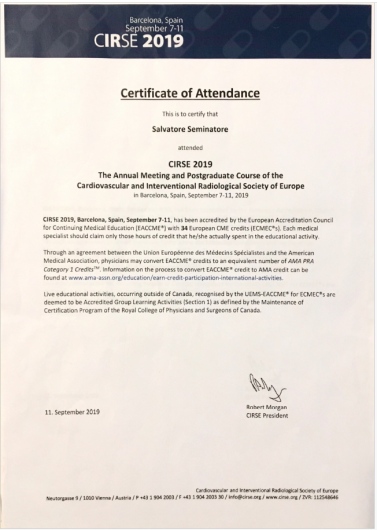 Barcelona, Spain
September 7-11
CIRSE 2019
Certificate of Attendance
This is to certify that
Salvatore Seminatore
attended
CIRSE 2019
The Annual Meeting and Postgraduate Course of the
Cardiovascular and Interventional Radiological Society of Europe
in Barcelona, Spain, September 7-11, 2019
CIRSE 2019, Barcelona, Spain, September 7-11, has been accredited by the European Accreditation Council
for Continuing Medical Education (EACCME®) with 34 European CME credits (ECMEC®s). Each medical
specialist should claim only those hours of credit that he/she actually spent in the educational activity.
Through an agreement between the Union Européenne des Médecins Spécialistes and the American
Medical Association, physicians may convert EACCME® credits to an equivalent number of AMA PRA
Category 1 Credits™. Information on the process to convert EACCME® credit to AMA credit can be
found at www.ama-assn.org/education/earn-credit-participation-international-activities.
Live educational activities, occurring outside of Canada, recognised by the UEMS-EACCME® for ECMEC®s are
deemed to be Accredited Group Learning Activities (Section 1) as defined by the Maintenance of
Certification Program of the Royal College of Physicians and Surgeons of Canada.
11. September 2019
Robert Morgan
CIRSE President
Cardiovascular and Interventional Radiological Society of Europe
Neutorgasse 9 / 1010 Vienna / Austria / P +43 1 904 2003 / F +43 1 904 2003 30 / info@cirse.org / www.cirse.org / ZVR: 112548646